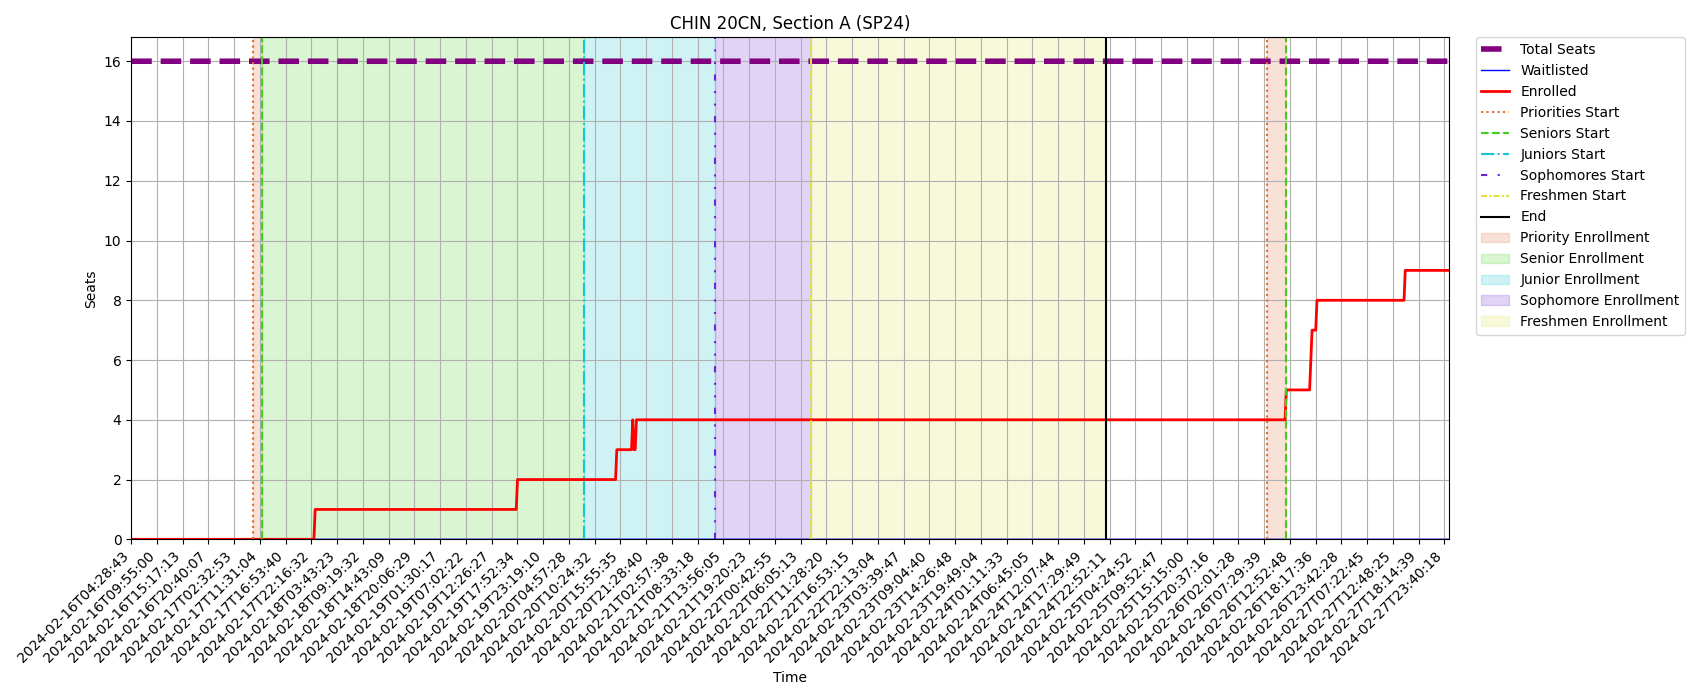 CHIN 20CN, Section A (SP24)
Seats
16
14
12
10
8
6
4
2
0
2024-02-16T04:28:43
2024-02-16T09:55:00
2024-02-16T15:17:13
2024-02-16T20:40:07
2024-02-17T02:32:53
2024-02-17T11:31:04
2024-02-17T16:53:40
2024-02-17T22:16:32
2024-02-18T03:43:23
2024-02-18T09:19:32
2024-02-18T14:43:09
2024-02-18T20:06:29
2024-02-19T01:30:17
2024-02-19T07:02:22
2024-02-19T12:26:27
2024-02-19T17:52:34
2024-02-19T23:19:10
2024-02-20T04:57:28
2024-02-20T10:24:32
2024-02-20T15:55:35
2024-02-20T21:28:40
2024-02-21T02:57:38
2024-02-21T08:33:18
2024-02-21T13:56:05
2024-02-21T19:20:23
2024-02-22T00:42:55
2024-02-22T06:05:13
2024-02-22T11:28:20
2024-02-22T16:53:15
2024-02-22T22:13:04
2024-02-23T03:39:47
2024-02-23T09:04:40
2024-02-23T14:26:48
2024-02-23T19:49:04
2024-02-24T01:11:33
2024-02-24T06:45:05
2024-02-24T12:07:44
2024-02-24T17:29:49
2024-02-24T22:52:11
2024-02-25T04:24:52
2024-02-25T09:52:47
2024-02-25T15:15:00
2024-02-25T20:37:16
2024-02-26T02:01:28
2024-02-26T07:29:39
2024-02-26T12:52:48
2024-02-26T18:17:36
2024-02-26T23:42:28
2024-02-27T07:22:45
2024-02-27T12:48:25
2024-02-27T18:14:39
2024-02-27T23:40:18
Time
Total Seats
Waitlisted
Enrolled
Priorities Start
Seniors Start
Juniors Start
Sophomores Start
Freshmen Start
End
Priority Enrollment
Senior Enrollment
Junior Enrollment
Sophomore Enrollment
Freshmen Enrollment